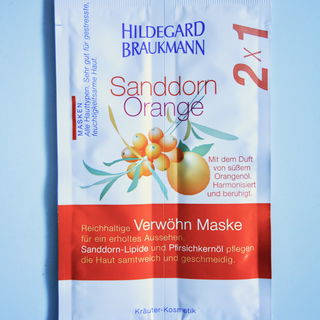 HILDEGARD
BRAUKMANN
2x1
Sanddorn
Orange
MASKEN
Alle Hauttypen. Sehr gut für gestresste,
feuchtigkeitsarme Haut.
Mit dem Duft
von süßem
Orangenöl.
Harmonisiert
und beruhigt.
Reichhaltige Verwöhn Maske
für ein erholtes Aussehen.
Sanddorn-Lipide und Pfirsichkernöl pflegen
die Haut samtweich und geschmeidig.
Kräuter-Kosmetik